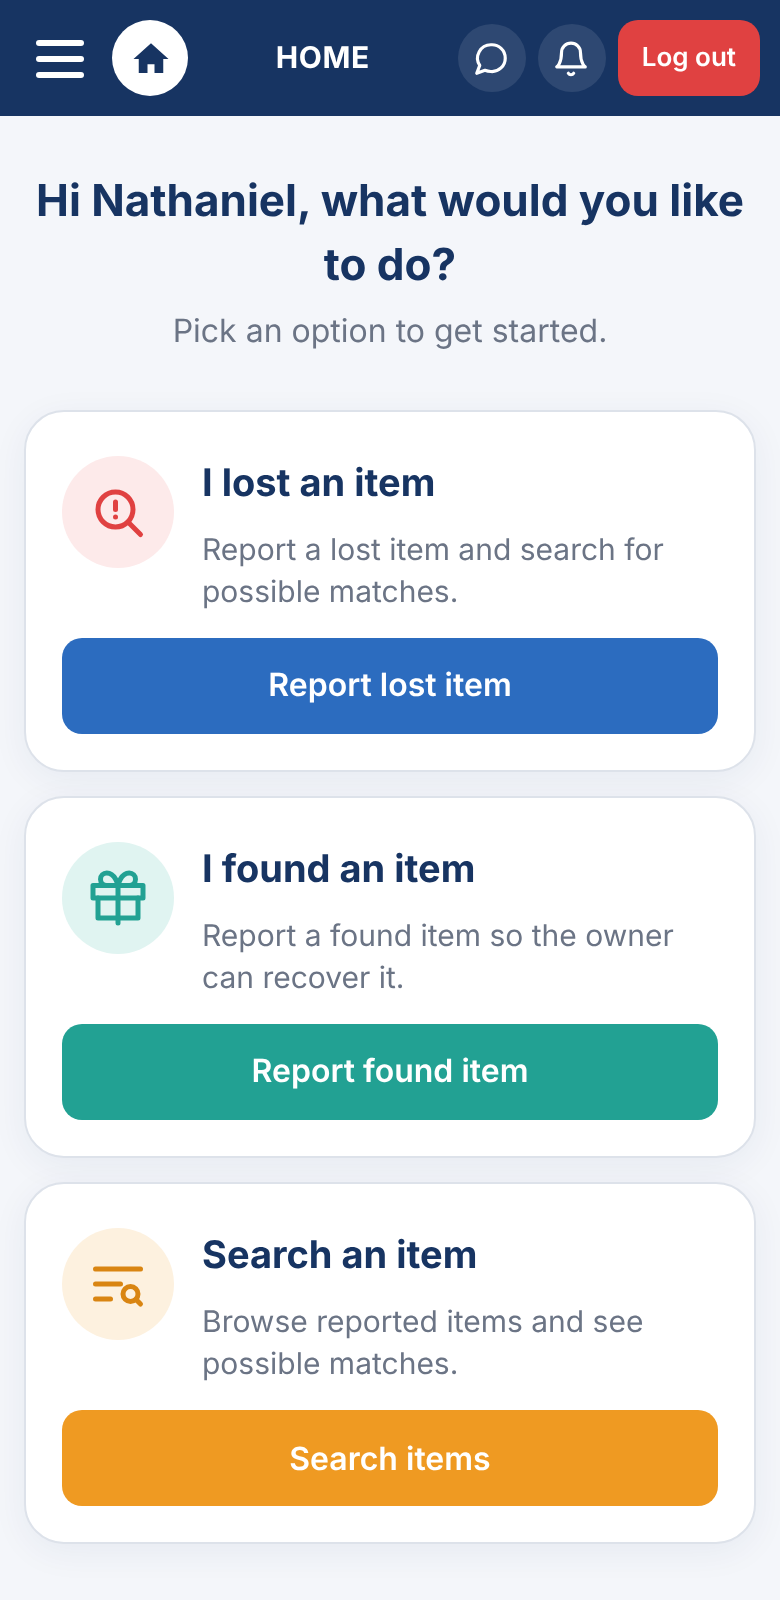 HOME
Log out
Hi Nathaniel, what would you like
to do?
Pick an option to get started.
I lost an item
Report a lost item and search for
possible matches.
Report lost item
I found an item
Report a found item so the owner
can recover it.
Report found item
Search an item
Browse reported items and see
possible matches.
Search items